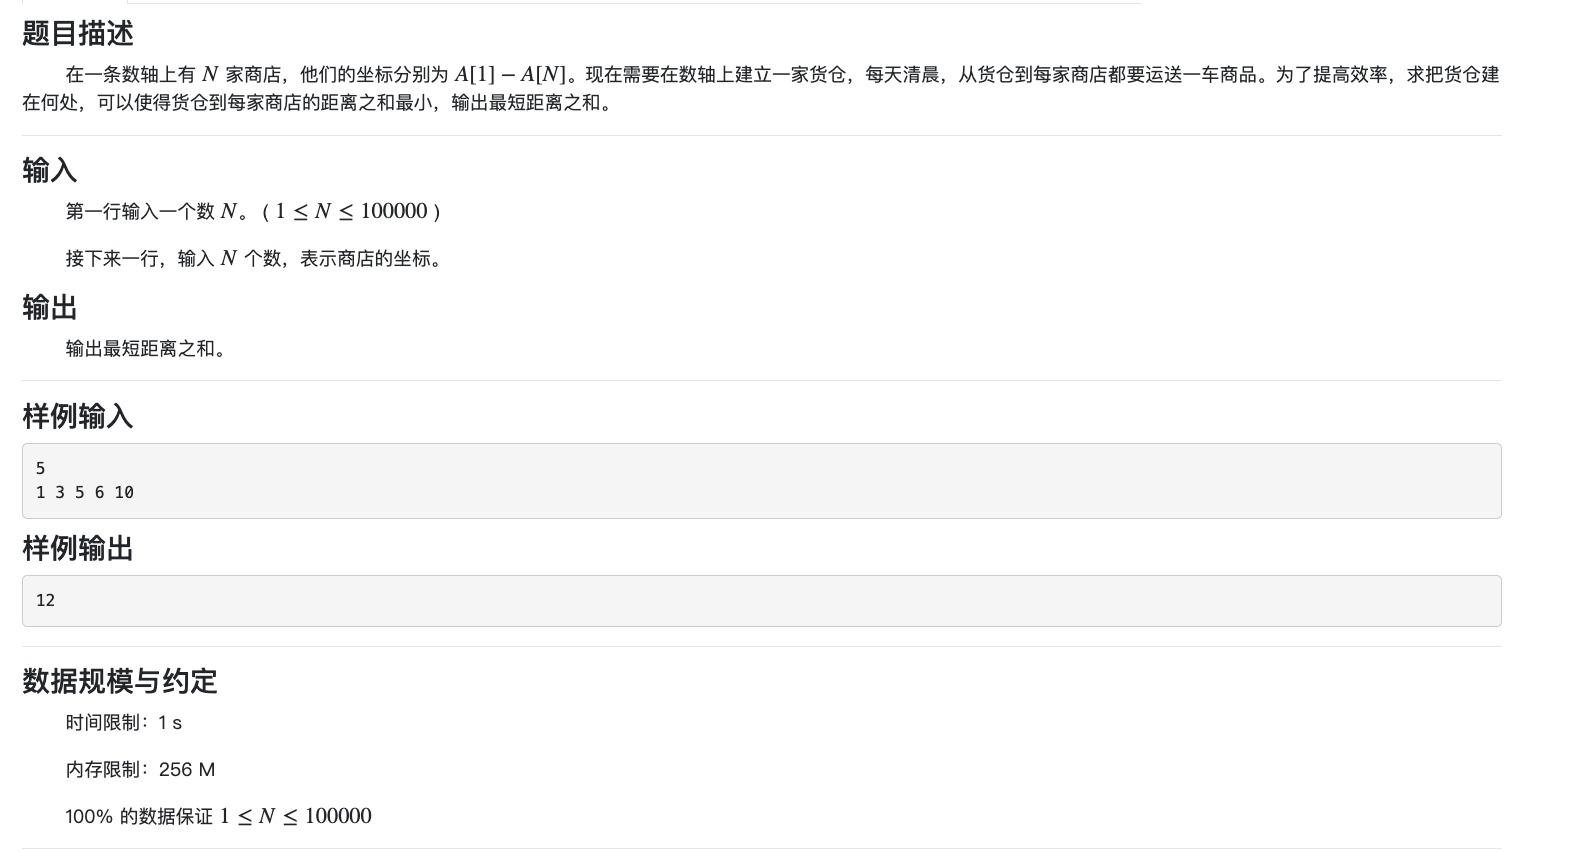 题目描述
在一条数轴上有 N 家商店，他们的坐标分别为 A[1] − A[N]。现在需要在数轴上建立一家货仓，每天清晨，从货仓到每家商店都要运送一车商品。为了提高效率，求把货仓建
在何处，可以使得货仓到每家商店的距离之和最小，输出最短距离之和。
输入
第一行输入一个数 N。( 1 ≤ N ≤ 100000 )
接下来一行，输入 N 个数，表示商店的坐标。
输出
输出最短距离之和。
样例输入
5
1 3 5 6 10
样例输出
12
数据规模与约定
时间限制：1 s
内存限制：256 M
100% 的数据保证 1 ≤ N ≤ 100000